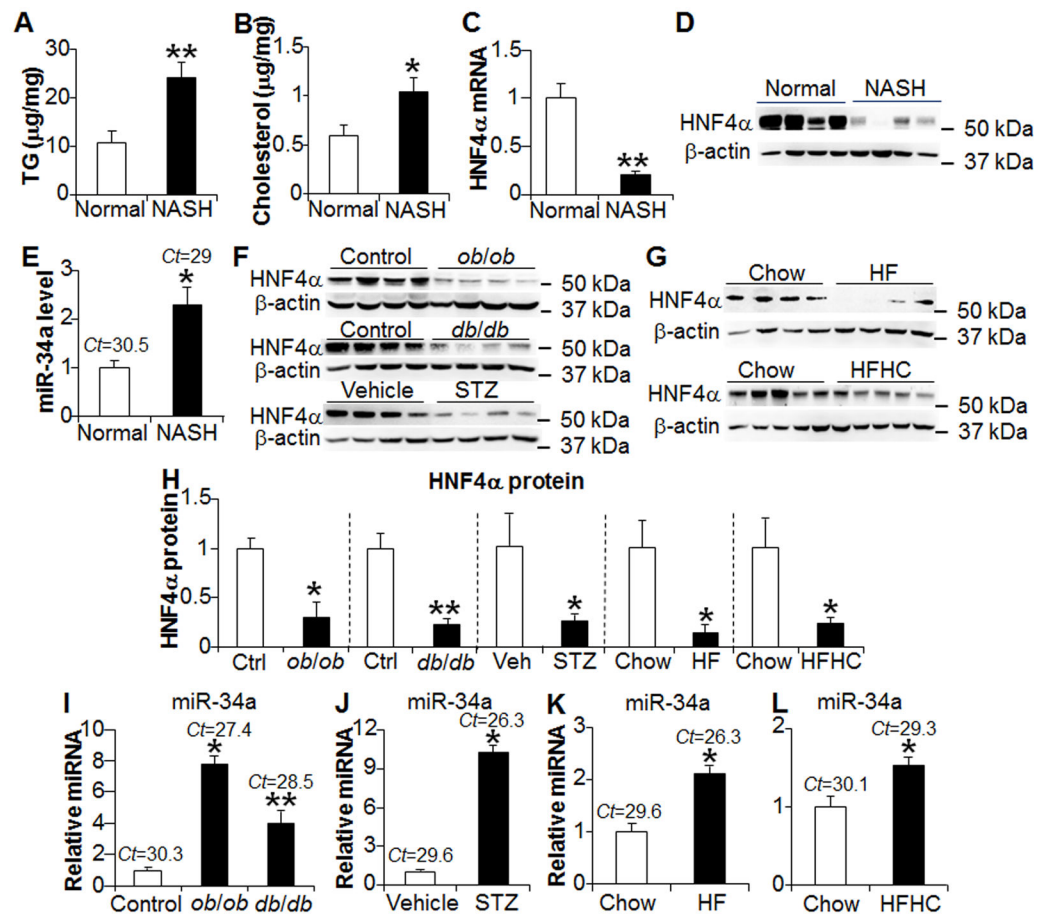 A
TG (μg/mg)
30
20
10
0
**
Normal NASH
B
Cholesterol (μg/mg)
1.5
1
0.5
0
*
Normal NASH
C
HNF4α mRNA
1.5
1
0.5
0
**
Normal NASH
D
Normal NASH
HNF4α
50 kDa
β-actin
37 kDa
E
miR-34a level
3
2
1
0
Ct=30.5
Ct=29
*
Normal NASH
F
Control ob/ob
HNF4α
50 kDa
β-actin
37 kDa
Control db/db
HNF4α
50 kDa
β-actin
37 kDa
Vehicle STZ
HNF4α
50 kDa
β-actin
37 kDa
G
Chow HF
HNF4α
50 kDa
β-actin
37 kDa
Chow HFHC
HNF4α
50 kDa
β-actin
37 kDa
H
HNF4α protein
HNF4α protein
1.5
1
0.5
0
* ** * * *
Ctrl ob/ob Ctrl db/db Veh STZ Chow HF Chow HFHC
I
miR-34a
Relative miRNA
10
8
6
4
2
0
Ct=30.3
Ct=27.4
*
Ct=28.5
**
Control ob/ob db/db
J
miR-34a
Relative miRNA
12
9
6
3
0
Ct=29.6
Ct=26.3
*
Vehicle STZ
K
miR-34a
Relative miRNA
3
2
1
0
Ct=29.6
Ct=26.3
*
Chow HF
L
miR-34a
Relative miRNA
2
1
0
Ct=30.1
Ct=29.3
*
Chow HFHC